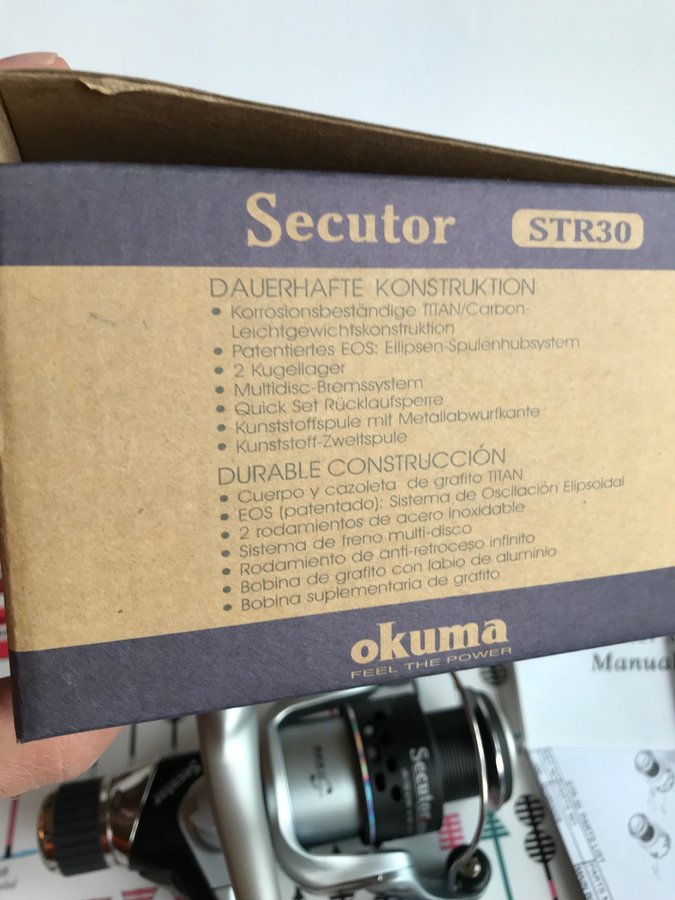 Secutor STR30
DAUERHAFTE KONSTRUKTION
• Korrosionsbeständige TITAN/Carbon-
Leichtgewichtskonstruktion
• Patentiertes EOS: Ellipsen-Spulenhubsystem
• 2 Kugellager
• Multidisc-Bremssystem
• Quick Set Rücklaufsperre
• Kunststoffspule mit Metallabwurfkante
• Kunststoff-Zweitspule
DURABLE CONSTRUCCIÓN
• Cuerpo y cazoleta de grafito TITAN
• EOS (patentado): Sistema de Oscilación Elipsoidal
• 2 rodamientos de acero inoxidable
• Sistema de freno multi-disco
• Rodamiento de anti-retroceso infinito
• Bobina de grafito con labio de aluminio
• Bobina suplementaria de grafito
okuma
FEEL THE POWER
Manual
Secutor
Secutor
PARTS LIST